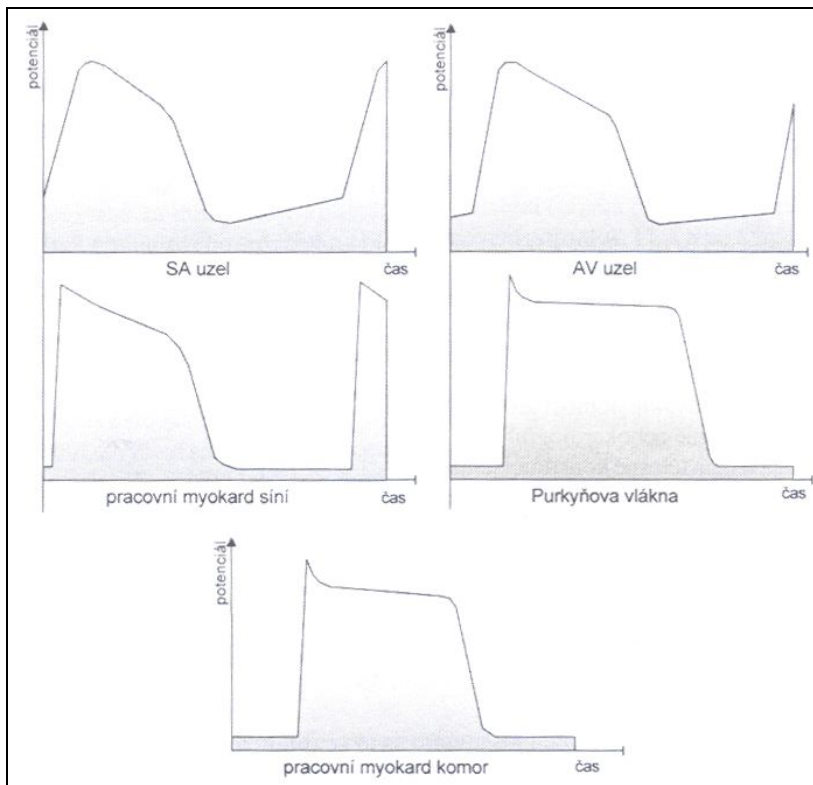 potenciál
potenciál
SA uzel
čas
AV uzel
čas
pracovní myokard síní
čas
Purkyňova vlákna
čas
potenciál
pracovní myokard komor
čas